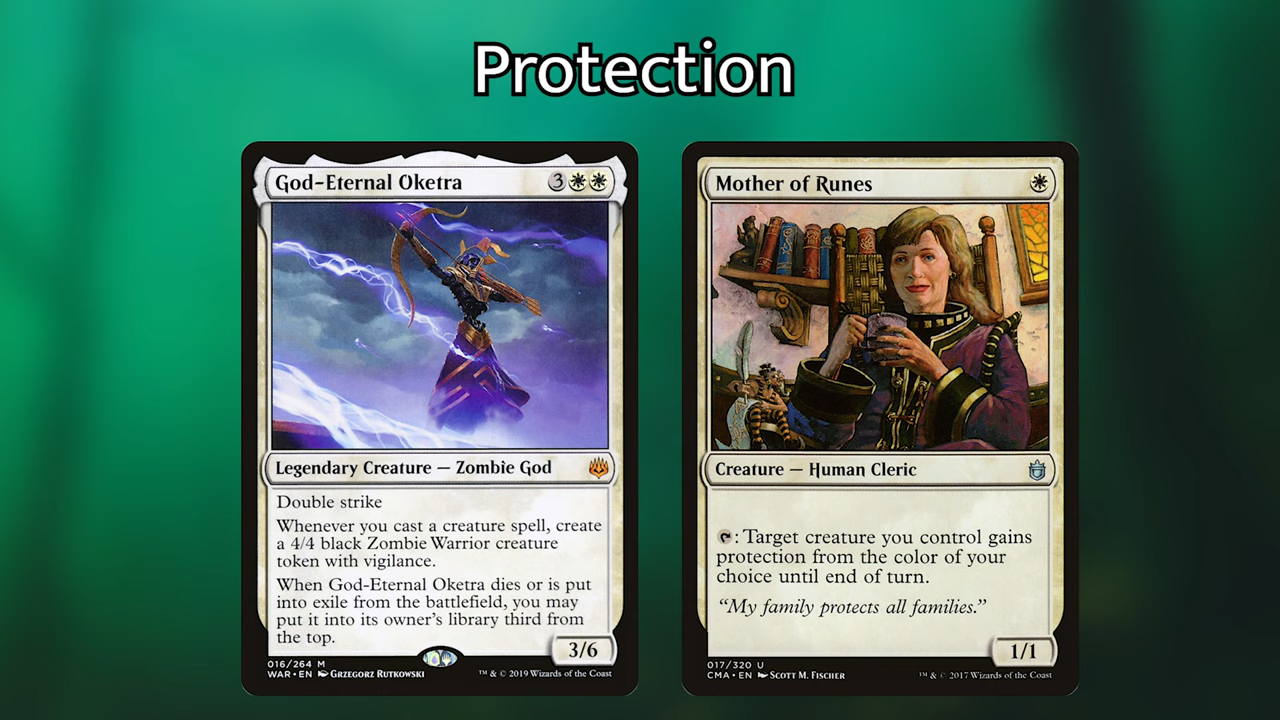 Protection
God-Eternal Oketra
3
Legendary Creature — Zombie God
Double strike
Whenever you cast a creature spell, create
a 4/4 black Zombie Warrior creature
token with vigilance.
When God-Eternal Oketra dies or is put
into exile from the battlefield, you may
put it into its owner's library third from
the top.
3/6
016/264 M
WAR • EN Grzegorz Rutkowski
™ & © 2019 Wizards of the Coast
Mother of Runes
Creature — Human Cleric
: Target creature you control gains
protection from the color of your
choice until end of turn.
“My family protects all families.”
1/1
017/320 U
CMA • EN Scott M. Fischer
™ & © 2017 Wizards of the Coast